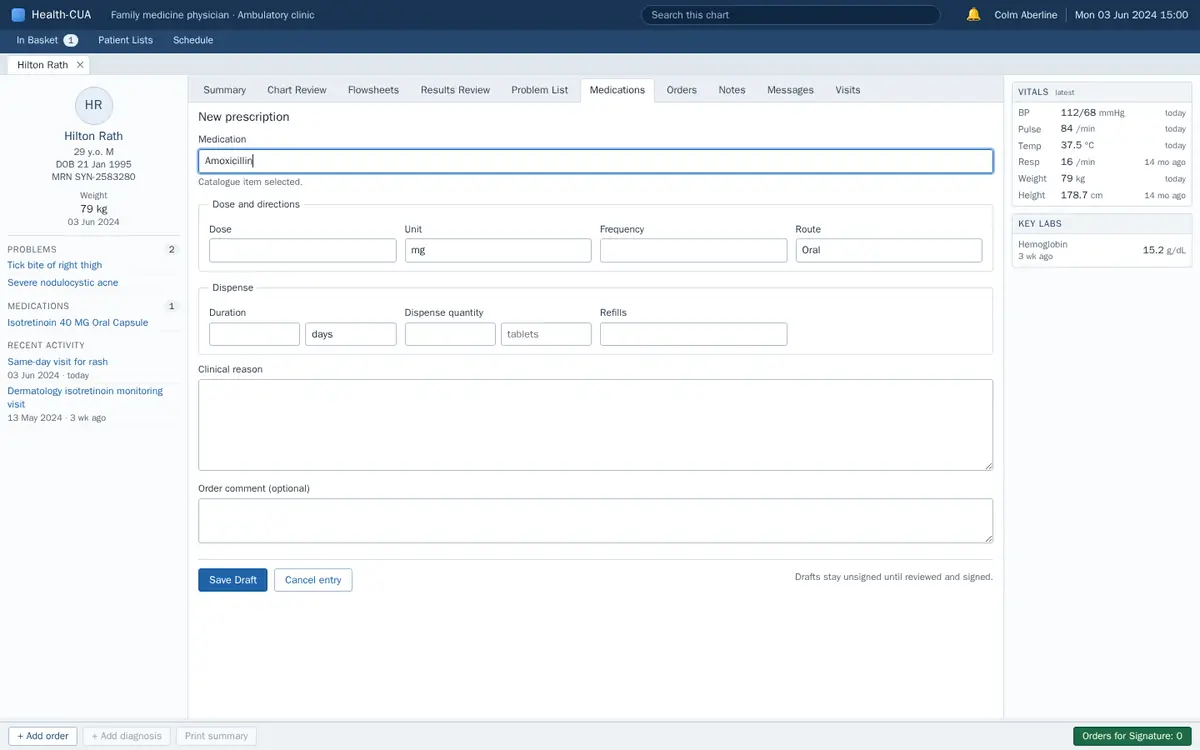 Health-CUA
Family medicine physician · Ambulatory clinic
Search this chart
Colm Aberline
Mon 03 Jun 2024 15:00
In Basket 1
Patient Lists
Schedule
Hilton Rath ✕
HR
Hilton Rath
29 y.o. M
DOB 21 Jan 1995
MRN SYN-2583280
Weight
79 kg
03 Jun 2024
PROBLEMS 2
Tick bite of right thigh
Severe nodulocystic acne
MEDICATIONS 1
Isotretinoin 40 MG Oral Capsule
RECENT ACTIVITY
Same-day visit for rash
03 Jun 2024 · today
Dermatology isotretinoin monitoring
visit
13 May 2024 · 3 wk ago
Summary
Chart Review
Flowsheets
Results Review
Problem List
Medications
Orders
Notes
Messages
Visits
New prescription
Medication
Amoxicillin
Catalogue item selected.
Dose and directions
Dose Unit Frequency Route
mg Oral
Dispense
Duration Dispense quantity Refills
days tablets
Clinical reason
Order comment (optional)
Save Draft
Cancel entry
Drafts stay unsigned until reviewed and signed.
VITALS latest
BP 112/68 mmHg today
Pulse 84 /min today
Temp 37.5 °C today
Resp 16 /min 14 mo ago
Weight 79 kg today
Height 178.7 cm 14 mo ago
KEY LABS
Hemoglobin
3 wk ago
15.2 g/dL
+ Add order
+ Add diagnosis
Print summary
Orders for Signature: 0